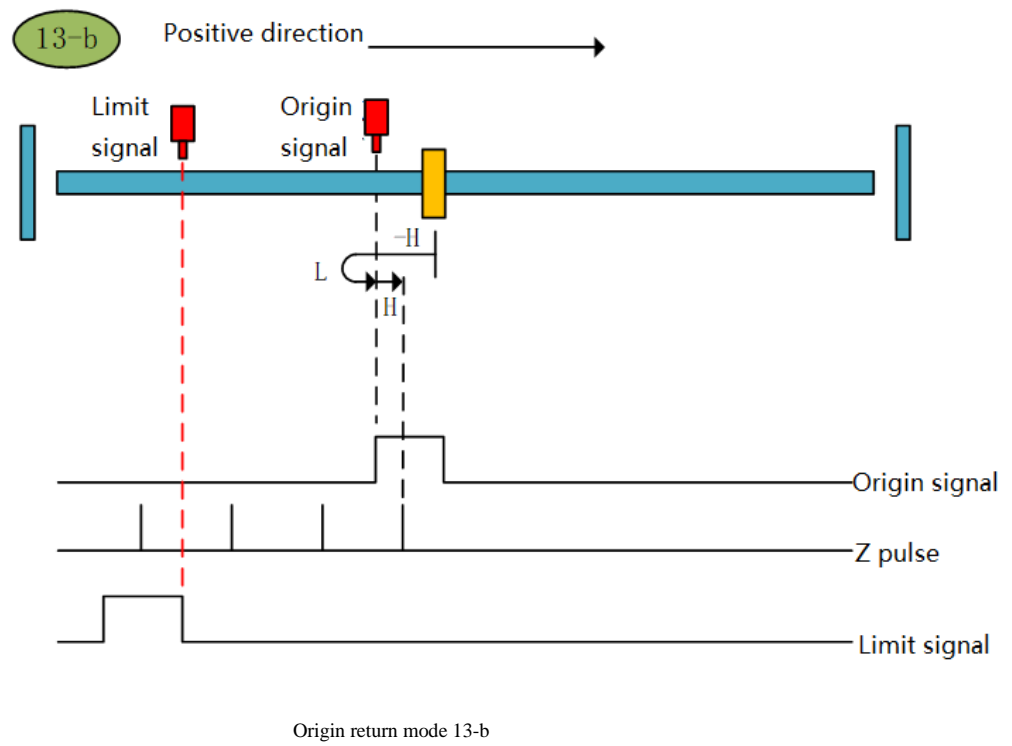 13-b
Positive direction
Limit
signal
Origin
signal
-H
L
H
Origin signal
Z pulse
Limit signal
Origin return mode 13-b